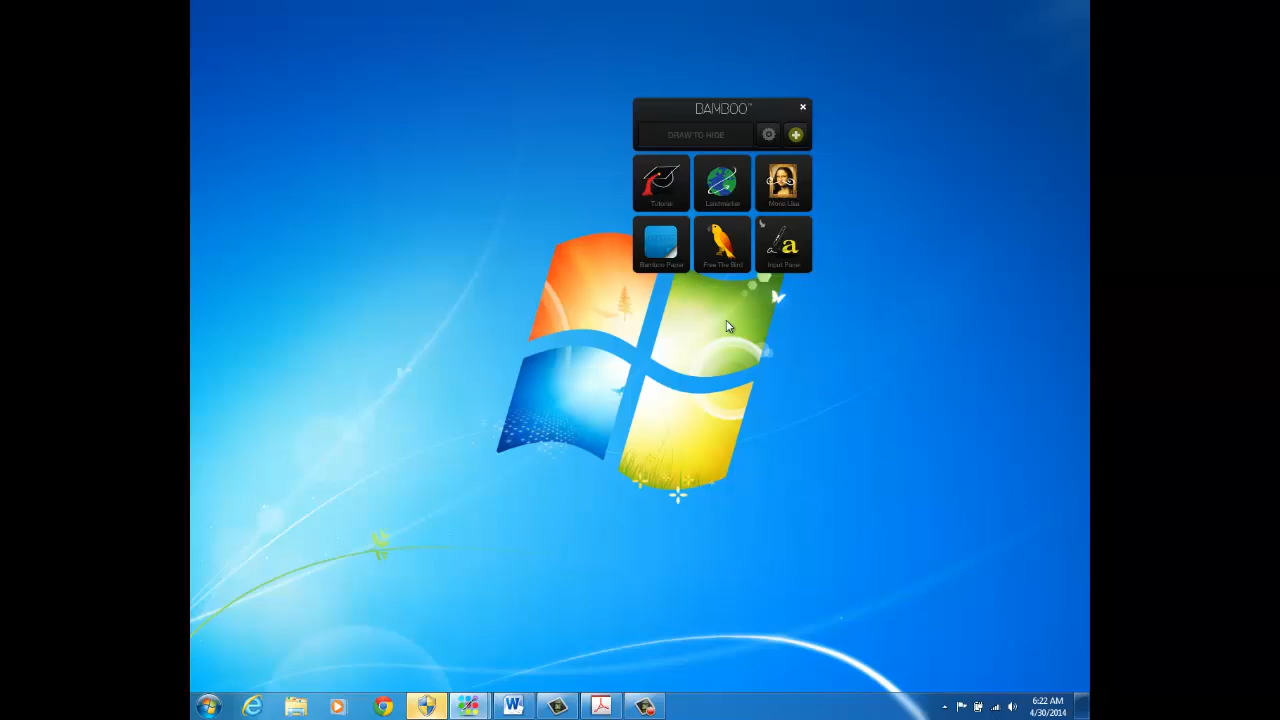 BAMBOO™
DRAW TO HIDE
Tutorial Landmarker Mona Lisa
Bamboo Paper Free The Bird Input Panel
a a
W
6:22 AM
4/30/2014